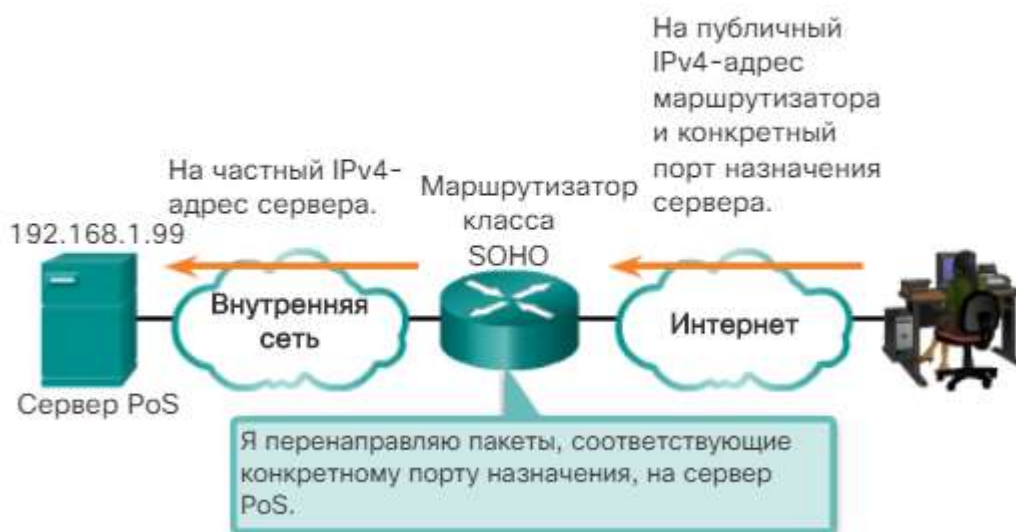 На публичный
IPv4-адрес
маршрутизатора
и конкретный
порт назначения
сервера.
На частный IPv4-
адрес сервера.
Маршрутизатор
класса
SOHO
192.168.1.99
Внутренняя
сеть
Интернет
Сервер PoS
Я перенаправляю пакеты, соответствующие
конкретному порту назначения, на сервер
PoS.